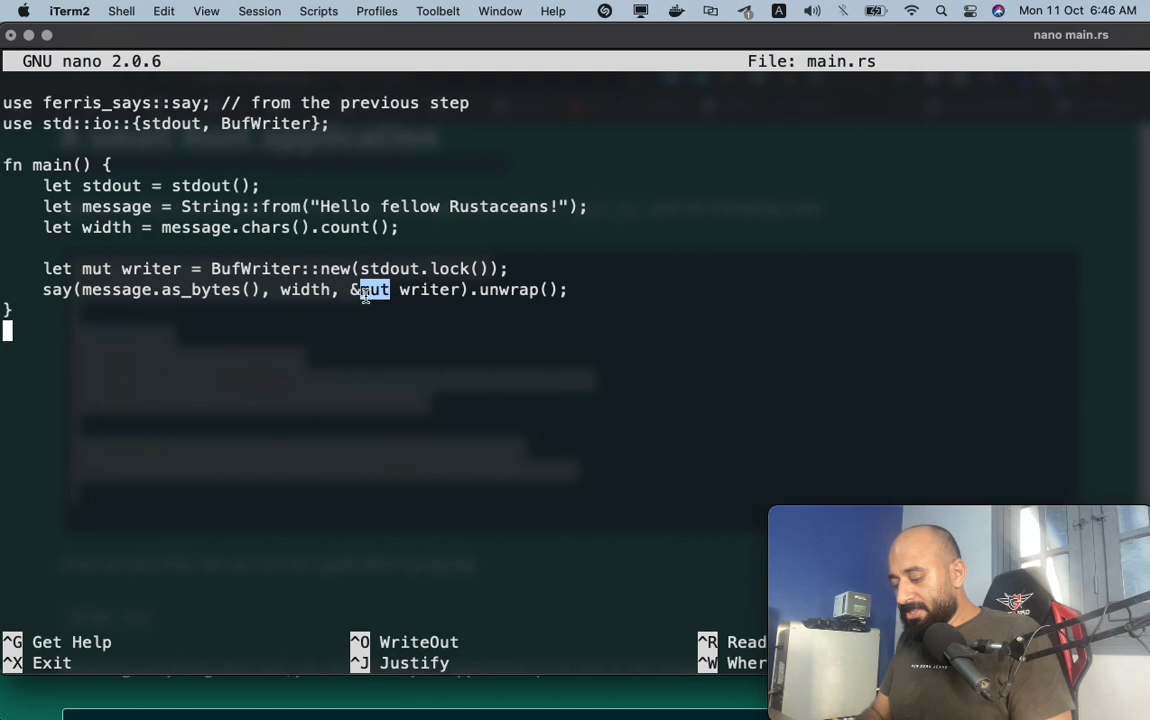 iTerm2 Shell Edit View Session Scripts Profiles Toolbelt Window Help A Mon 11 Oct 6:46 AM
nano main.rs
GNU nano 2.0.6 File: main.rs
use ferris_says::say; // from the previous step
use std::io::{stdout, BufWriter};
fn main() {
let stdout = stdout();
let message = String::from("Hello fellow Rustaceans!");
let width = message.chars().count();
let mut writer = BufWriter::new(stdout.lock());
say(message.as_bytes(), width, &mut writer).unwrap();
}
^G Get Help ^O WriteOut ^R Read
^X Exit ^J Justify ^W Wher